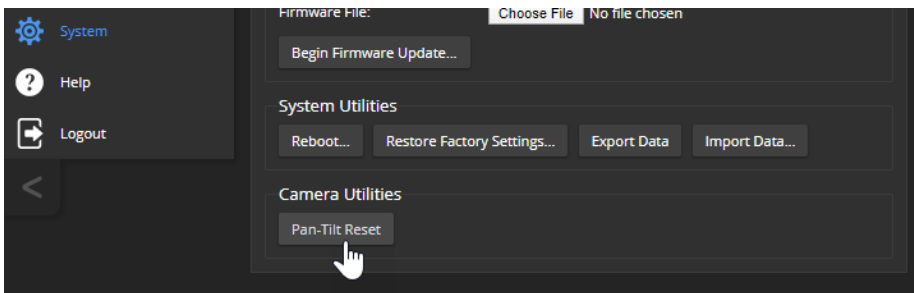 System
Help
Logout
Firmware File: Choose File No file chosen
Begin Firmware Update...
System Utilities
Reboot... Restore Factory Settings... Export Data Import Data...
Camera Utilities
Pan-Tilt Reset